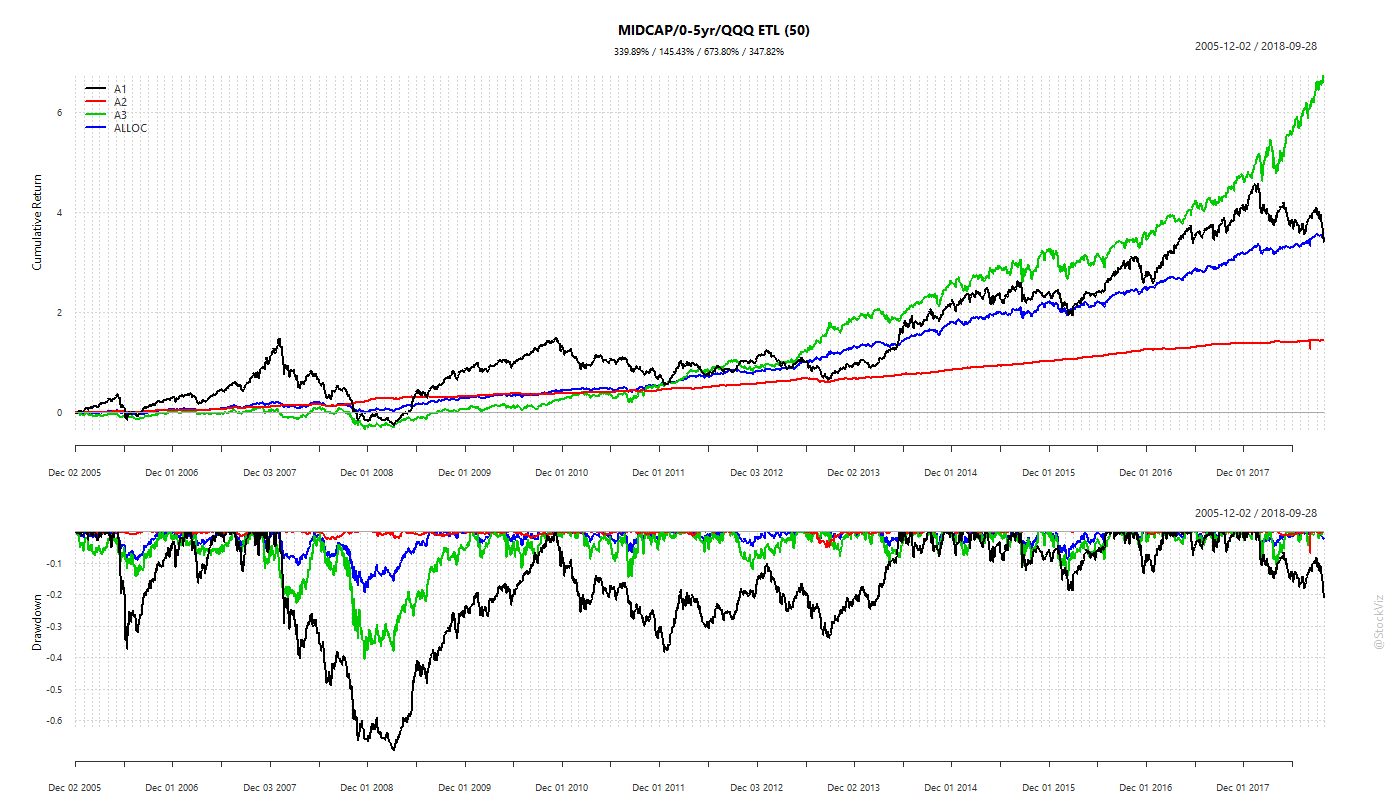 MIDCAP/0-5yr/QQQ ETL (50)
339.89% / 145.43% / 673.80% / 347.82%
2005-12-02 / 2018-09-28
A1
A2
A3
ALLOC
Cumulative Return
6
4
2
0
Dec 02 2005 Dec 01 2006 Dec 03 2007 Dec 01 2008 Dec 01 2009 Dec 01 2010 Dec 01 2011 Dec 03 2012 Dec 02 2013 Dec 01 2014 Dec 01 2015 Dec 01 2016 Dec 01 2017
2005-12-02 / 2018-09-28
Drawdown
-0.1
-0.2
-0.3
-0.4
-0.5
-0.6
Dec 02 2005 Dec 01 2006 Dec 03 2007 Dec 01 2008 Dec 01 2009 Dec 01 2010 Dec 01 2011 Dec 03 2012 Dec 02 2013 Dec 01 2014 Dec 01 2015 Dec 01 2016 Dec 01 2017
@StockViz